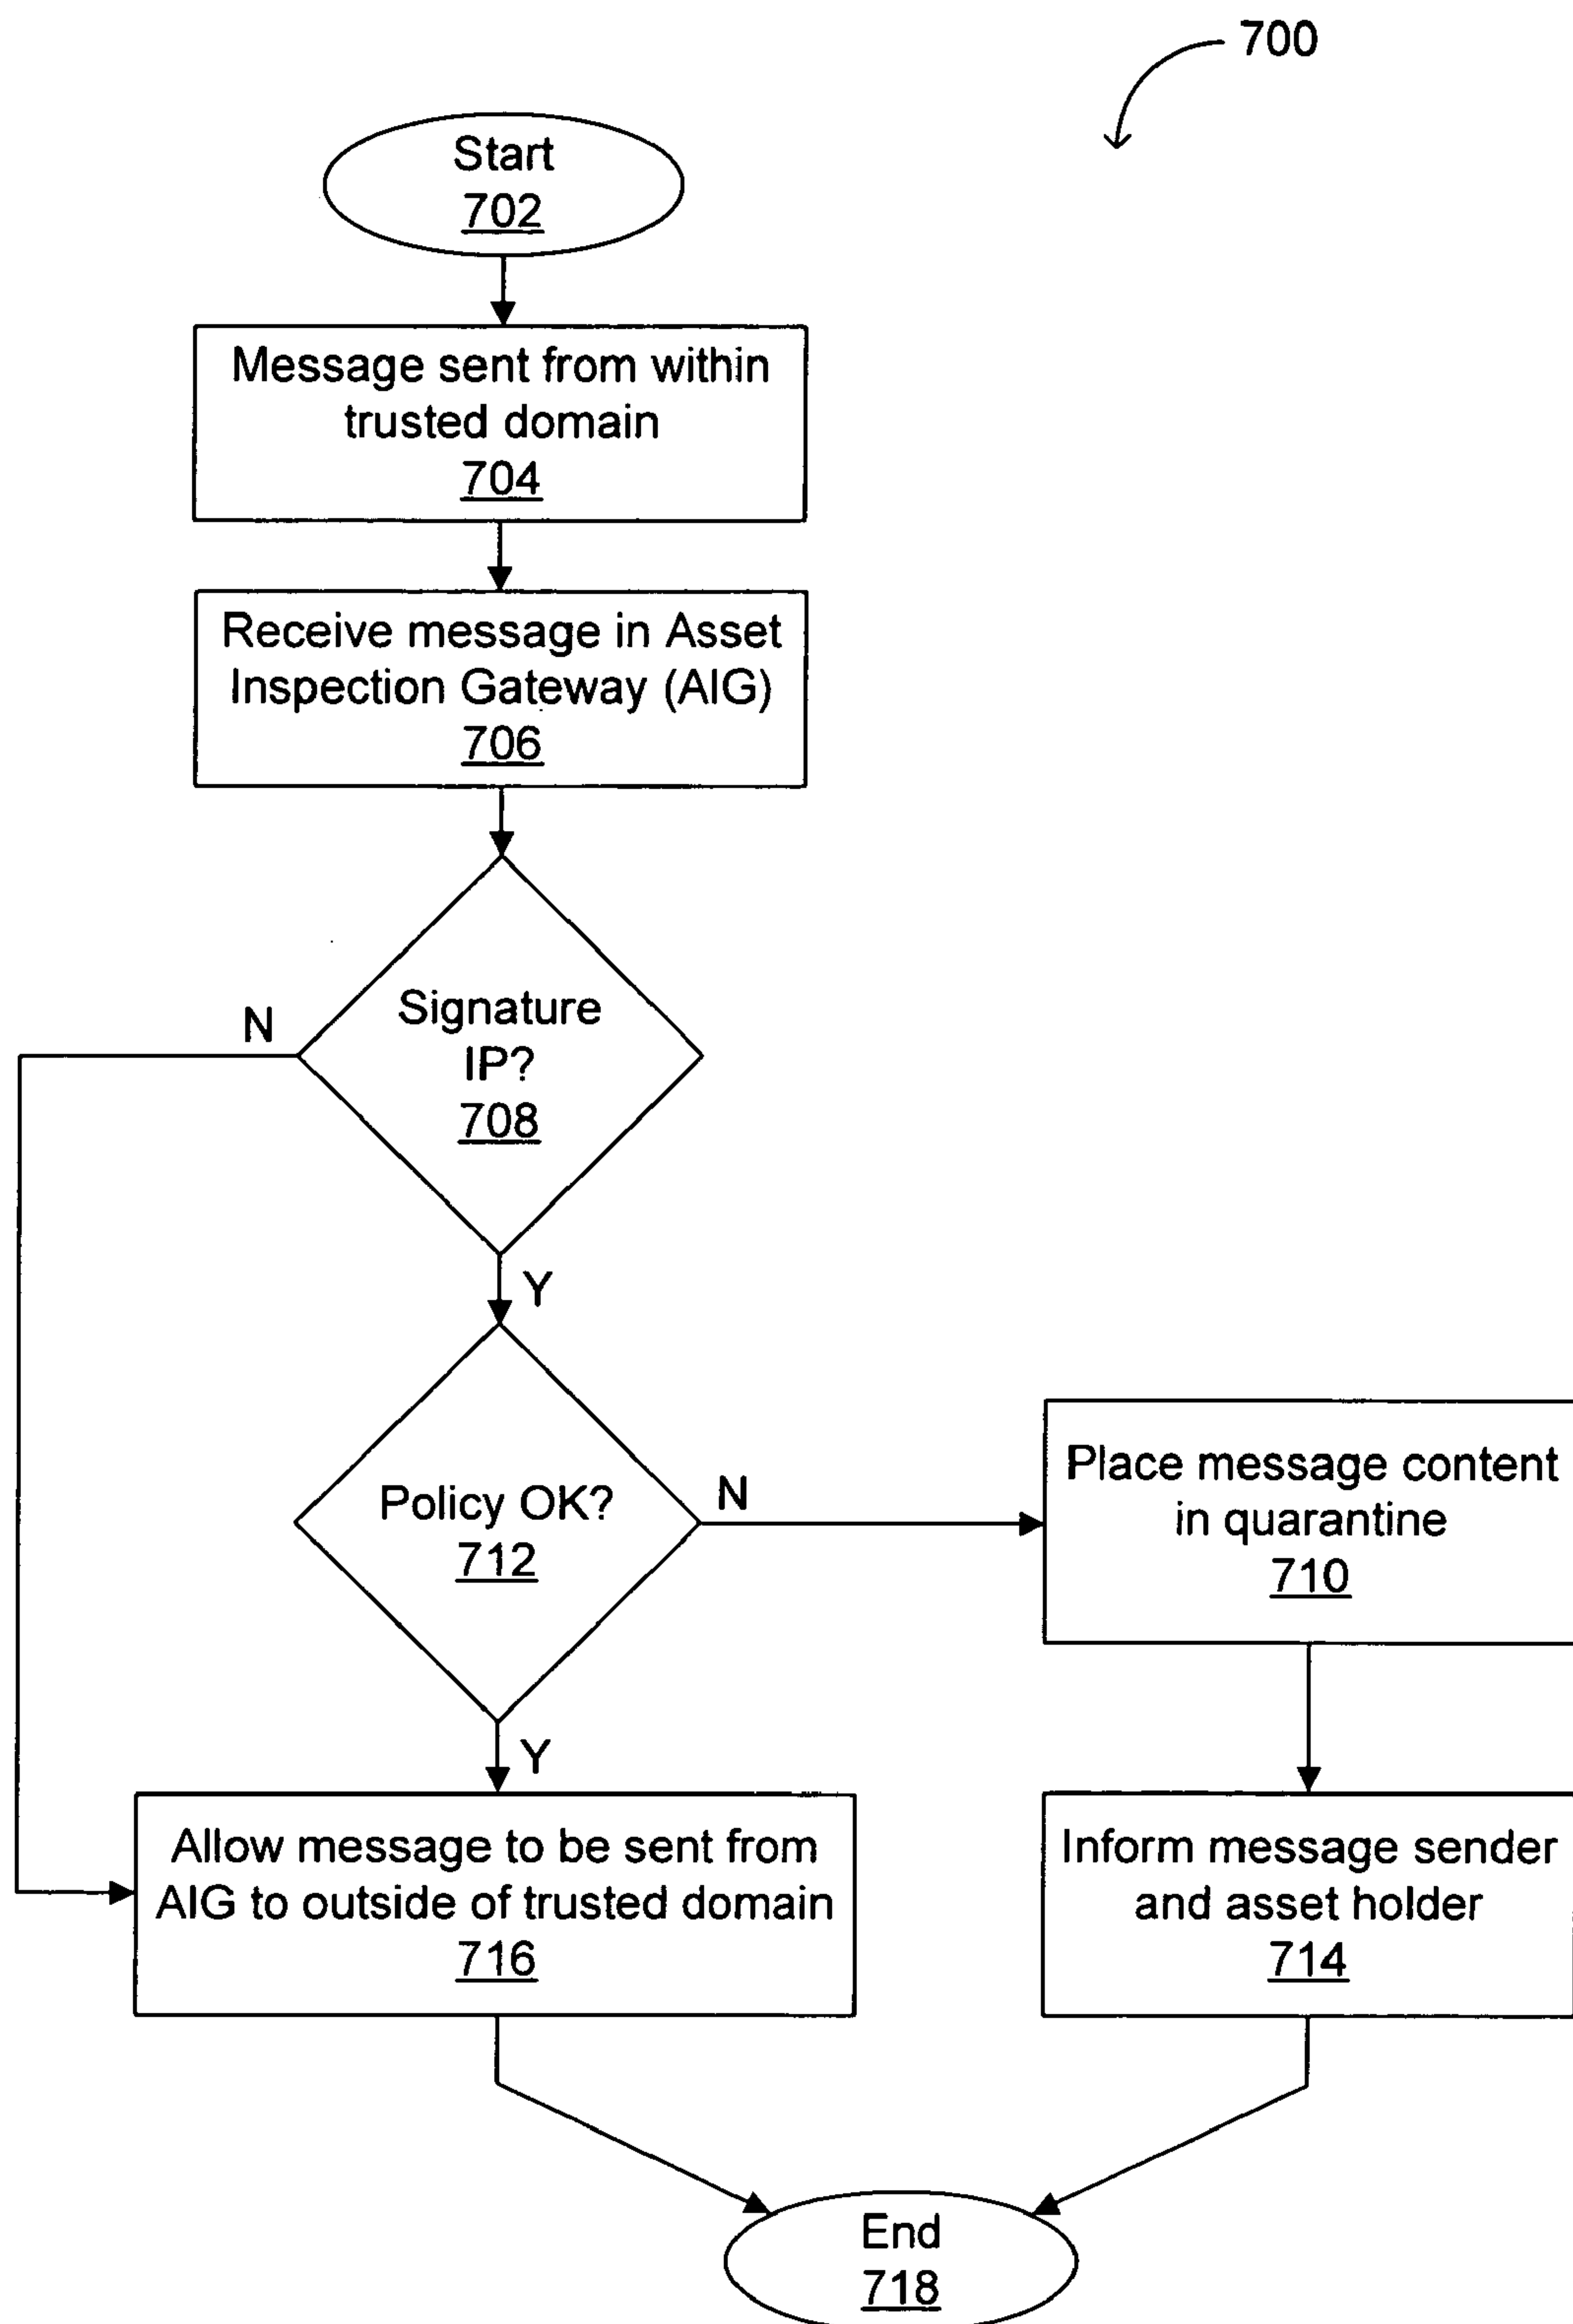 700
Start
702
Message sent from within
trusted domain
704
Receive message in Asset
Inspection Gateway (AIG)
706
N
Signature
IP?
708
Y
Policy OK?
712
N
Place message content
in quarantine
710
Y
Allow message to be sent from
AIG to outside of trusted domain
716
Inform message sender
and asset holder
714
End
718